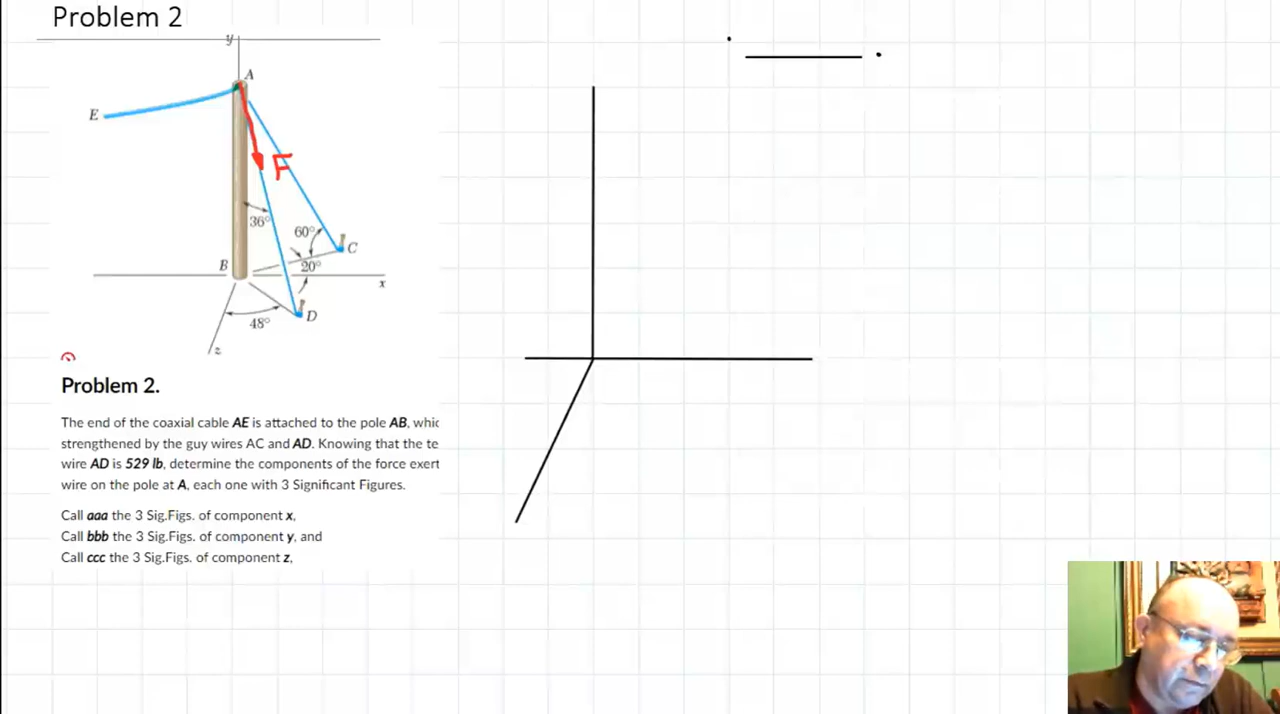 Problem 2
y
A
E
F
36°
60°
C
B
20°
x
D
48°
z
Problem 2.
The end of the coaxial cable AE is attached to the pole AB, whic
strengthened by the guy wires AC and AD. Knowing that the te
wire AD is 529 lb, determine the components of the force exert
wire on the pole at A, each one with 3 Significant Figures.
Call aaa the 3 Sig.Figs. of component x,
Call bbb the 3 Sig.Figs. of component y, and
Call ccc the 3 Sig.Figs. of component z,